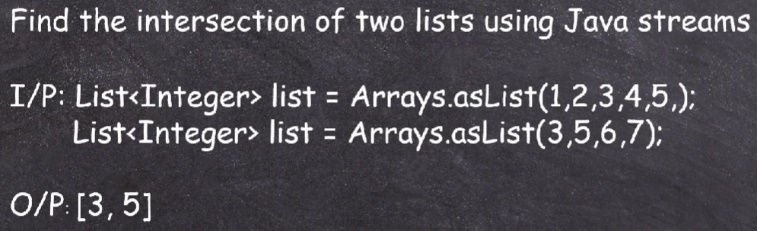 Find the intersection of two lists using Java streams
I/P: List<Integer> list = Arrays.asList(1,2,3,4,5,);
List<Integer> list = Arrays.asList(3,5,6,7);
O/P: [3, 5]